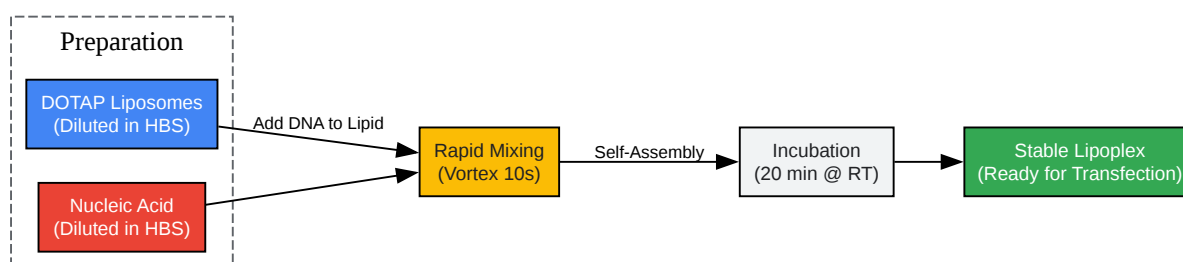 Preparation
DOTAP Liposomes
(Diluted in HBS)
Add DNA to Lipid
Nucleic Acid
(Diluted in HBS)
Rapid Mixing
(Vortex 10s)
Self-Assembly
Incubation
(20 min @ RT)
Stable Lipoplex
(Ready for Transfection)